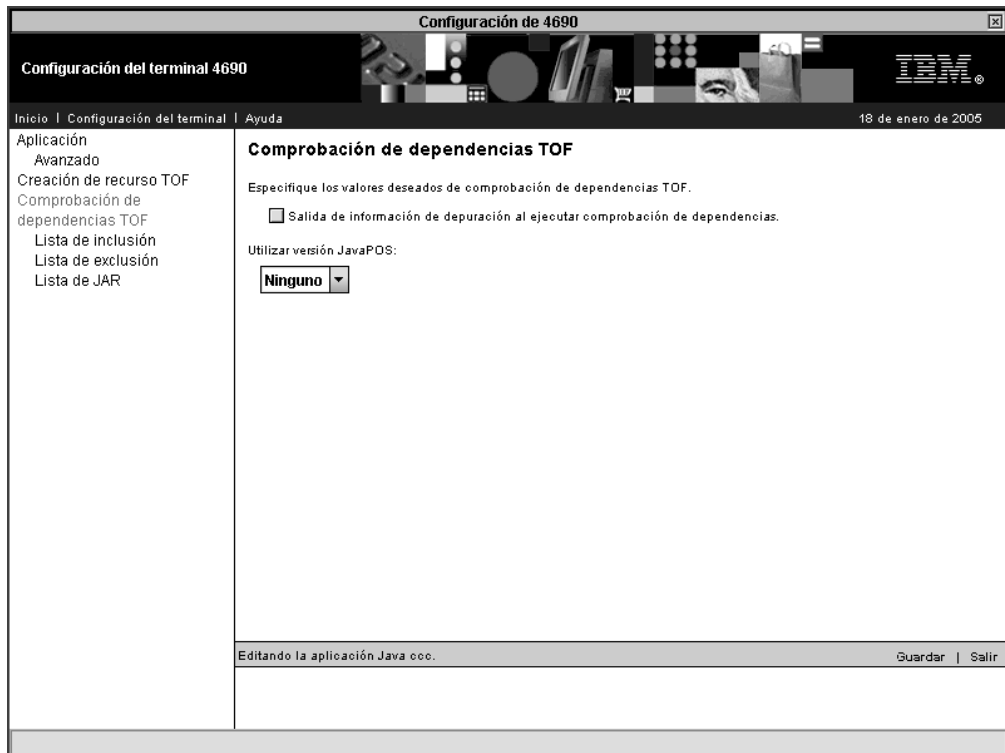 Configuración de 4690
Configuración del terminal 4690
IBM®
Inicio | Configuración del terminal | Ayuda
18 de enero de 2005
Aplicación
Avanzado
Creación de recurso TOF
Comprobación de
dependencias TOF
Lista de inclusión
Lista de exclusión
Lista de JAR
Comprobación de dependencias TOF
Especifique los valores deseados de comprobación de dependencias TOF.
Salida de información de depuración al ejecutar comprobación de dependencias.
Utilizar versión JavaPOS:
Ninguno
Editando la aplicación Java ccc.
Guardar | Salir